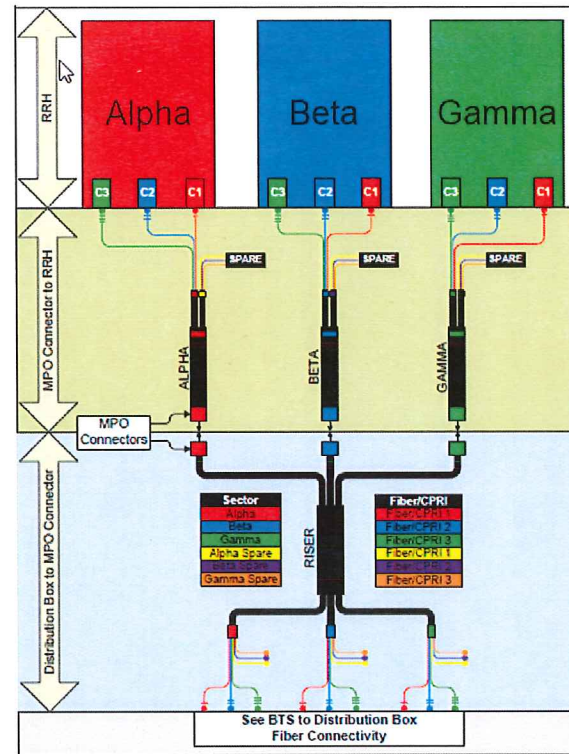 RRH
Alpha
Beta
Gamma
C3
C2
C1
C3
C2
C1
C3
C2
C1
MPO Connector to RRH
SPARE
SPARE
SPARE
ALPHA
BETA
GAMMA
MPO
Connectors
Distribution Box to MPO Connector
Sector
Alpha
Beta
Gamma
Alpha Spare
Beta Spare
Gamma Spare
RISER
Fiber/CPRI
Fiber/CPRI 1
Fiber/CPRI 2
Fiber/CPRI 3
Fiber/CPRI 1
Fiber/CPRI 2
Fiber/CPRI 3
See BTS to Distribution Box
Fiber Connectivity